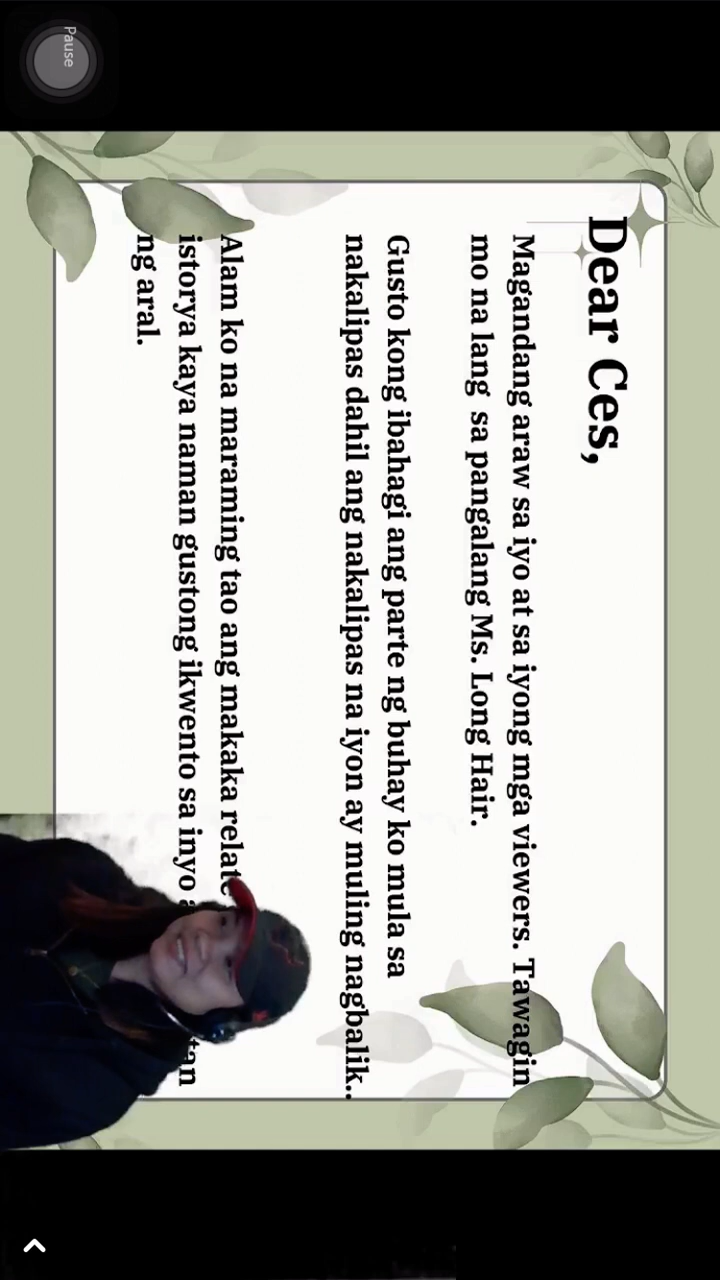 Pause
Dear Ces,
Magandang araw sa iyo at sa iyong mga viewers. Tawagin
mo na lang sa pangalang Ms. Long Hair.
Gusto kong ibahagi ang parte ng buhay ko mula sa
nakalipas dahil ang nakalipas na iyon ay muling nagbalik..
Alam ko na maraming tao ang makaka relate
istorya kaya naman gustong ikwento sa inyo
ng aral.